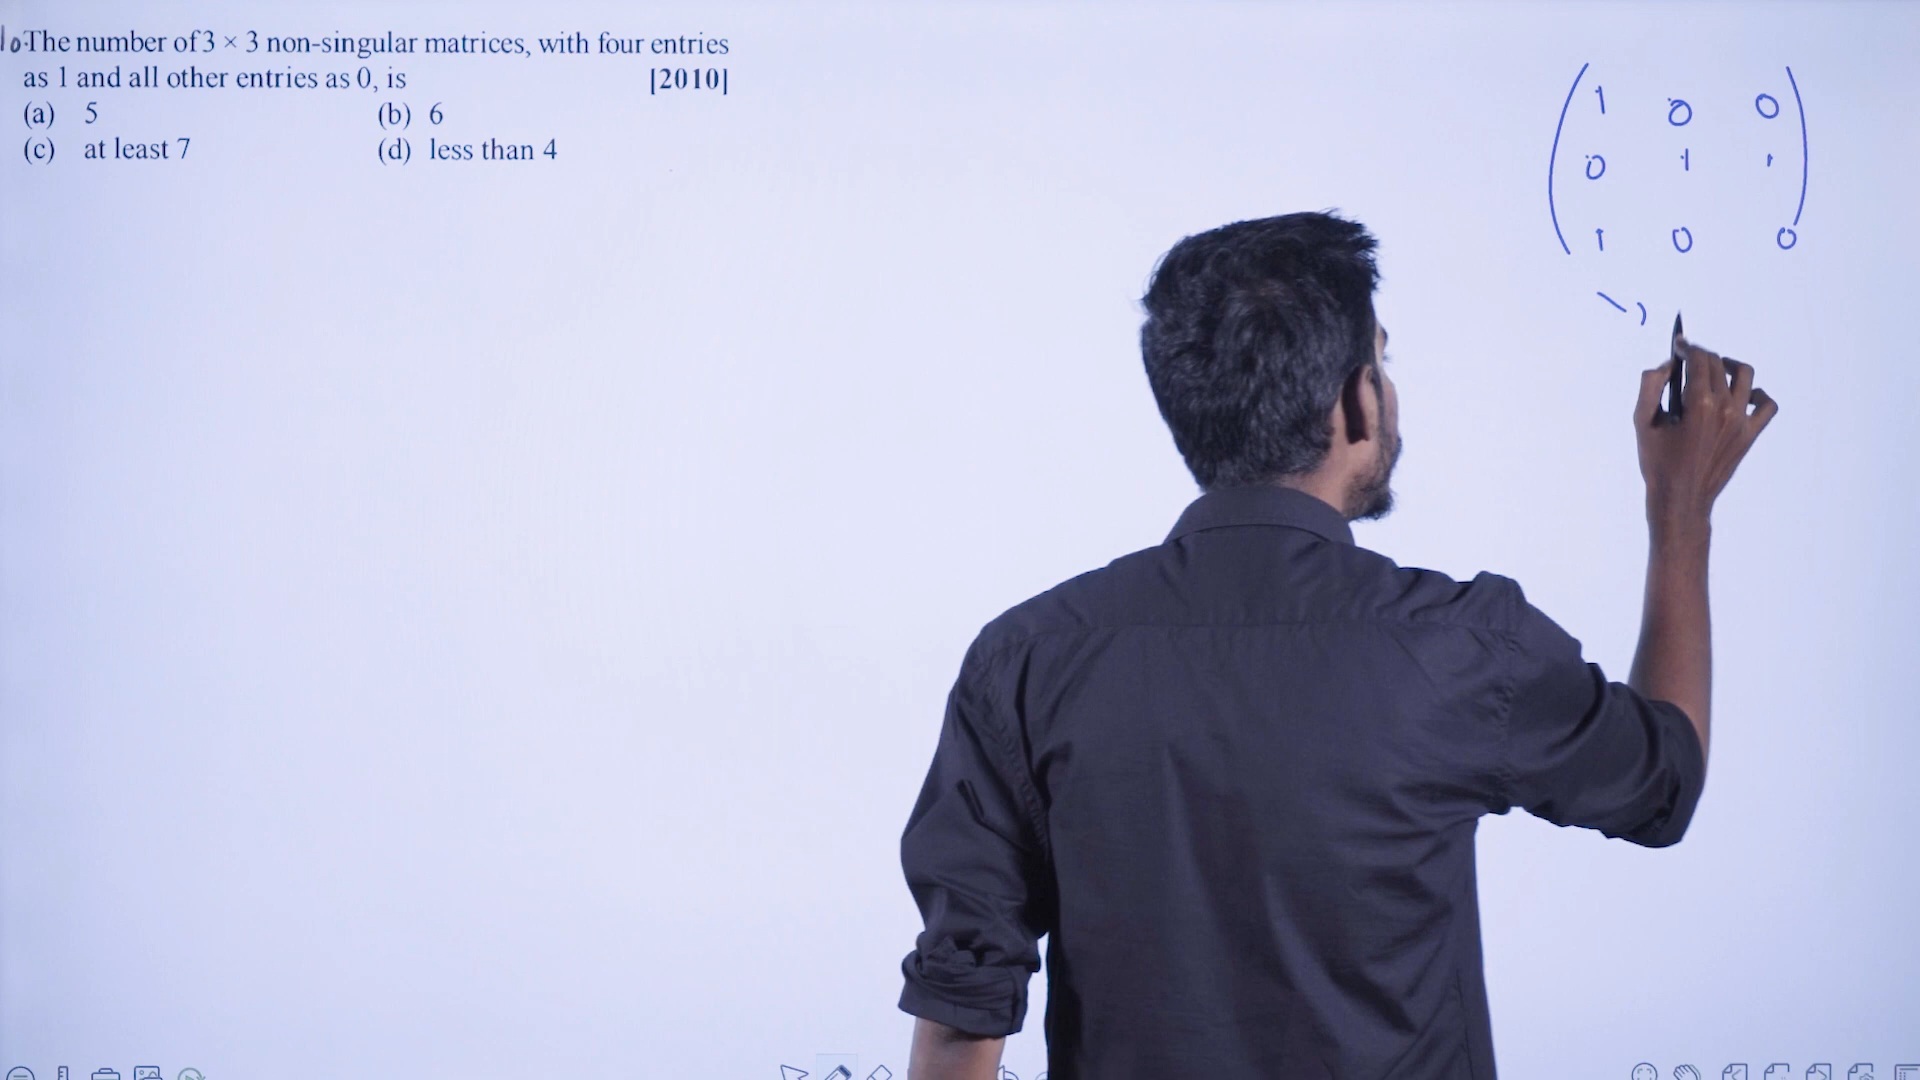 10. The number of 3 × 3 non-singular matrices, with four entries
as 1 and all other entries as 0, is [2010]
(a) 5 (b) 6
(c) at least 7 (d) less than 4
1 0 0
0 1 1
1 0 0